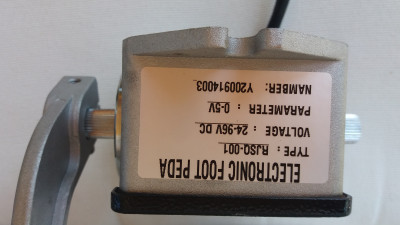 ELECTRONIC FOOT PEDA
TYPE : RJSQ-001
VOLTAGE : 24-96V DC
PARAMETER : 0-5V
NAMBER: Y200914003